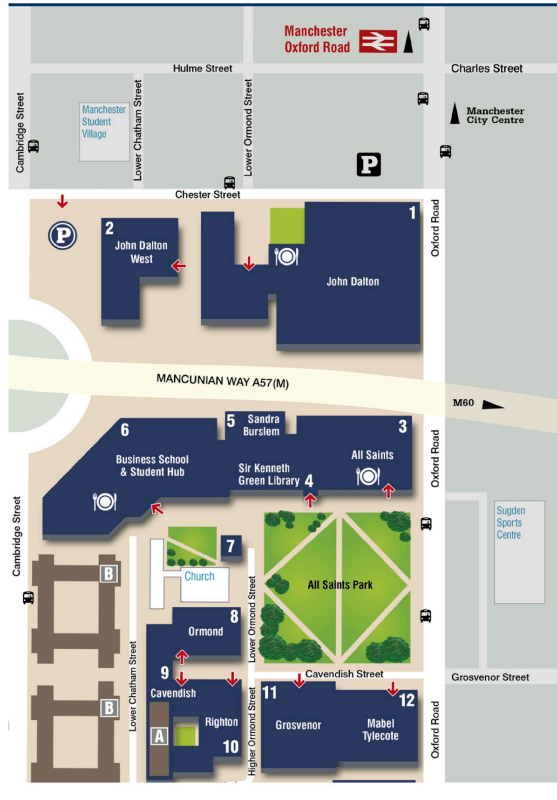 Manchester
Oxford Road
Hulme Street
Charles Street
Cambridge Street
Manchester
Student
Village
Lower Chatham Street
Lower Ormond Street
P
Manchester
City Centre
Chester Street
P
2
John Dalton
West
1
John Dalton
Oxford Road
MANCUNIAN WAY A57(M)
M60
6
Business School
& Student Hub
5
Sandra
Burslem
Sir Kenneth
Green Library
4
3
All Saints
Oxford Road
Cambridge Street
Sugden
Sports
Centre
7
Church
B
All Saints Park
Lower Ormond Street
8
Ormond
Lower Chatham Street
Cavendish Street
Grosvenor Street
9
Cavendish
B
A
Righton
10
Higher Ormond Street
11
Grosvenor
12
Mabel
Tylecote
Oxford Road